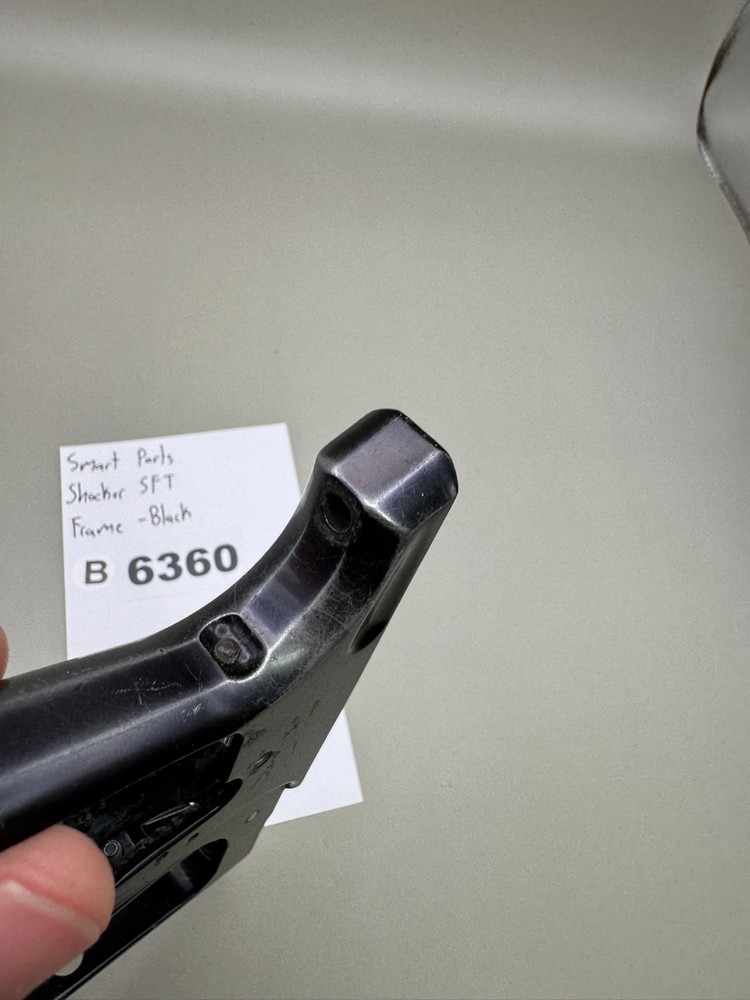 Smart Parts
Shocker SFT
Frame - Black
B 6360